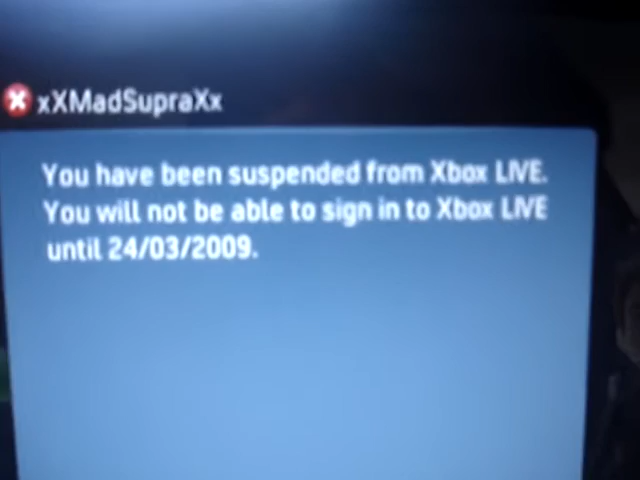 xXMadSupraXx
You have been suspended from Xbox LIVE.
You will not be able to sign in to Xbox LIVE
until 24/03/2009.